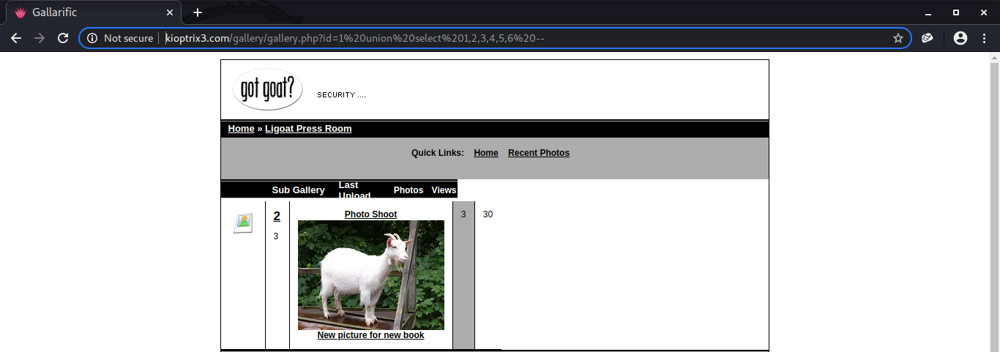 Gallarific
Not secure | kioptrix3.com/gallery/gallery.php?id=1%20union%20select%201,2,3,4,5,6%20--
got goat?
SECURITY ....
Home » Ligoat Press Room
Quick Links: Home Recent Photos
Sub Gallery Last Upload Photos Views
2
3
Photo Shoot
New picture for new book
3
30